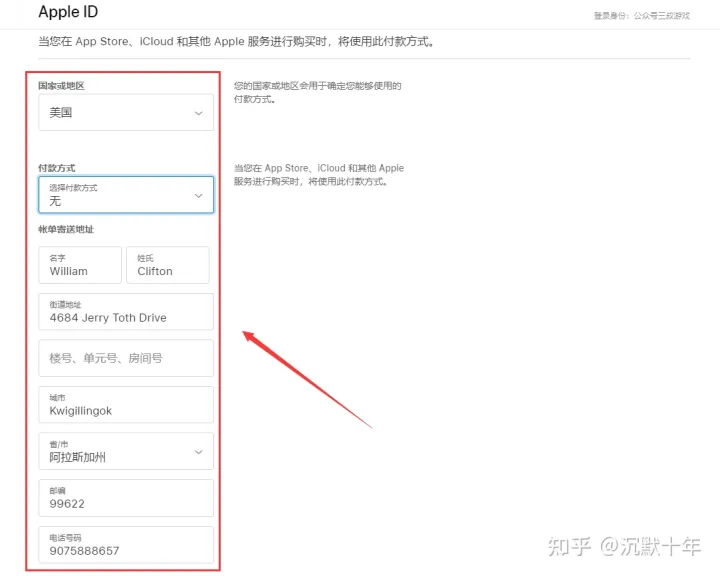 Apple ID
登录身份：公众号三叔游戏
当您在 App Store、iCloud 和其他 Apple 服务进行购买时，将使用此付款方式。
国家或地区
美国
您的国家或地区会用于确定您能够使用的
付款方式。
付款方式
选择付款方式
无
当您在 App Store、iCloud 和其他 Apple
服务进行购买时，将使用此付款方式。
帐单寄送地址
名字
William
姓氏
Clifton
街道地址
4684 Jerry Toth Drive
楼号、单元号、房间号
城市
Kwigillingok
省/市
阿拉斯加州
邮编
99622
电话号码
9075888657
知乎 @沉默十年